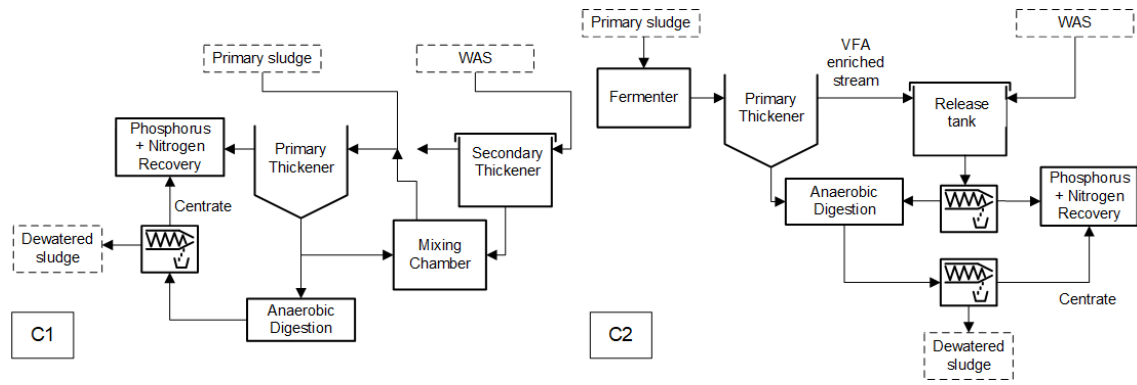 Primary sludge
WAS
Phosphorus
+ Nitrogen
Recovery
Primary
Thickener
Secondary
Thickener
Centrate
Dewatered
sludge
Mixing
Chamber
Anaerobic
Digestion
C1
Primary sludge
WAS
VFA
enriched
stream
Fermenter
Primary
Thickener
Release
tank
Anaerobic
Digestion
Phosphorus
+ Nitrogen
Recovery
Centrate
C2
Dewatered
sludge